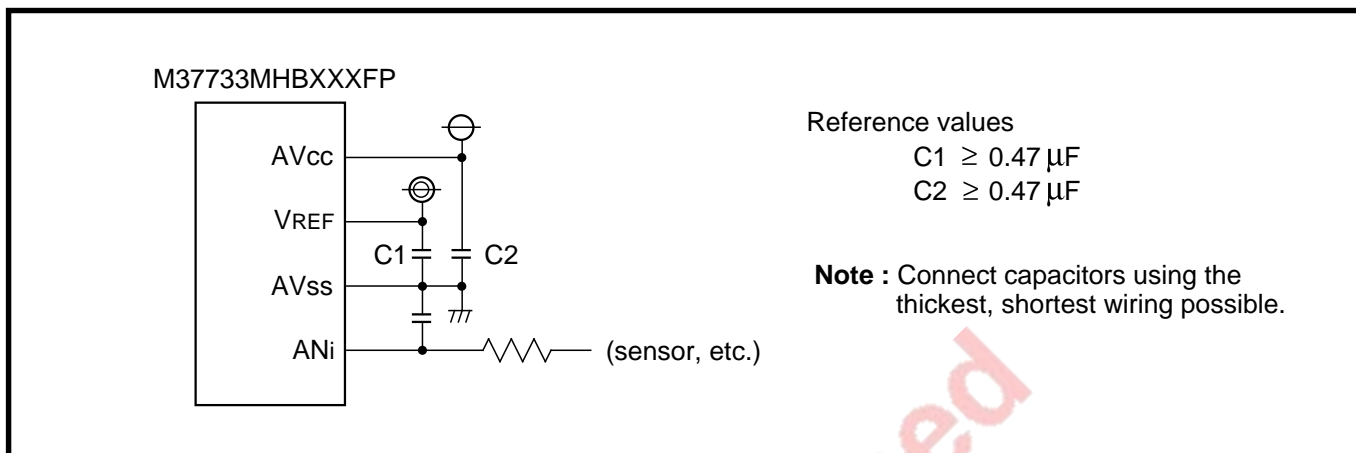 M37733MHBXXXFP
AVcc
VREF
AVss
ANi
C1
C2
(sensor, etc.)
Reference values
C1 ≥ 0.47 μF
C2 ≥ 0.47 μF
Note : Connect capacitors using the
thickest, shortest wiring possible.